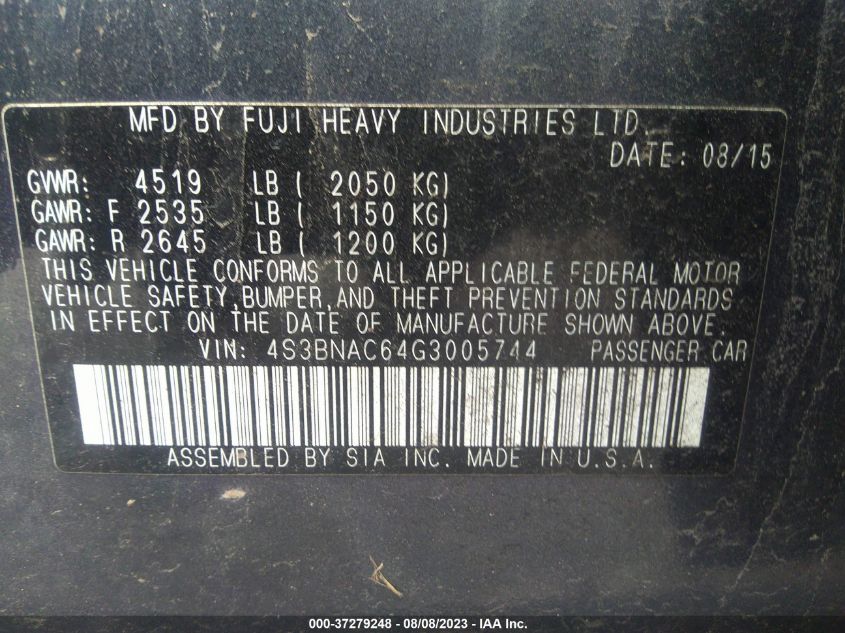 MFD BY FUJI HEAVY INDUSTRIES LTD.
DATE: 08/15
GVWR: 4519 LB ( 2050 KG)
GAWR: F 2535 LB ( 1150 KG)
GAWR: R 2645 LB ( 1200 KG)
THIS VEHICLE CONFORMS TO ALL APPLICABLE FEDERAL MOTOR
VEHICLE SAFETY,BUMPER,AND THEFT PREVENTION STANDARDS
IN EFFECT ON THE DATE OF MANUFACTURE SHOWN ABOVE.
VIN: 4S3BNAC64G3005744 PASSENGER CAR
ASSEMBLED BY SIA INC. MADE IN U.S.A.
000-37279248 - 08/08/2023 - IAA Inc.